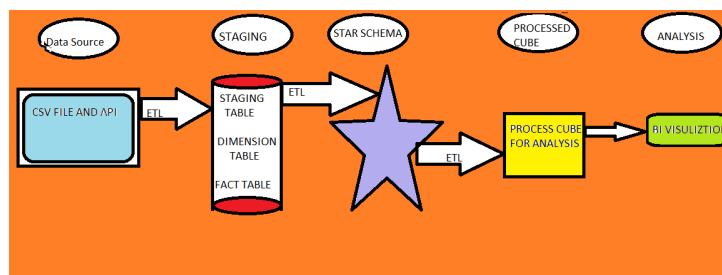 Data Source
STAGING
STAR SCHEMA
PROCESSED
CUBE
ANALYSIS
CSV FILE AND API
ETL
STAGING
TABLE
DIMENSION
TABLE
FACT TABLE
ETL
ETL
PROCESS CUBE
FOR ANALYSIS
BI VISULIZTION